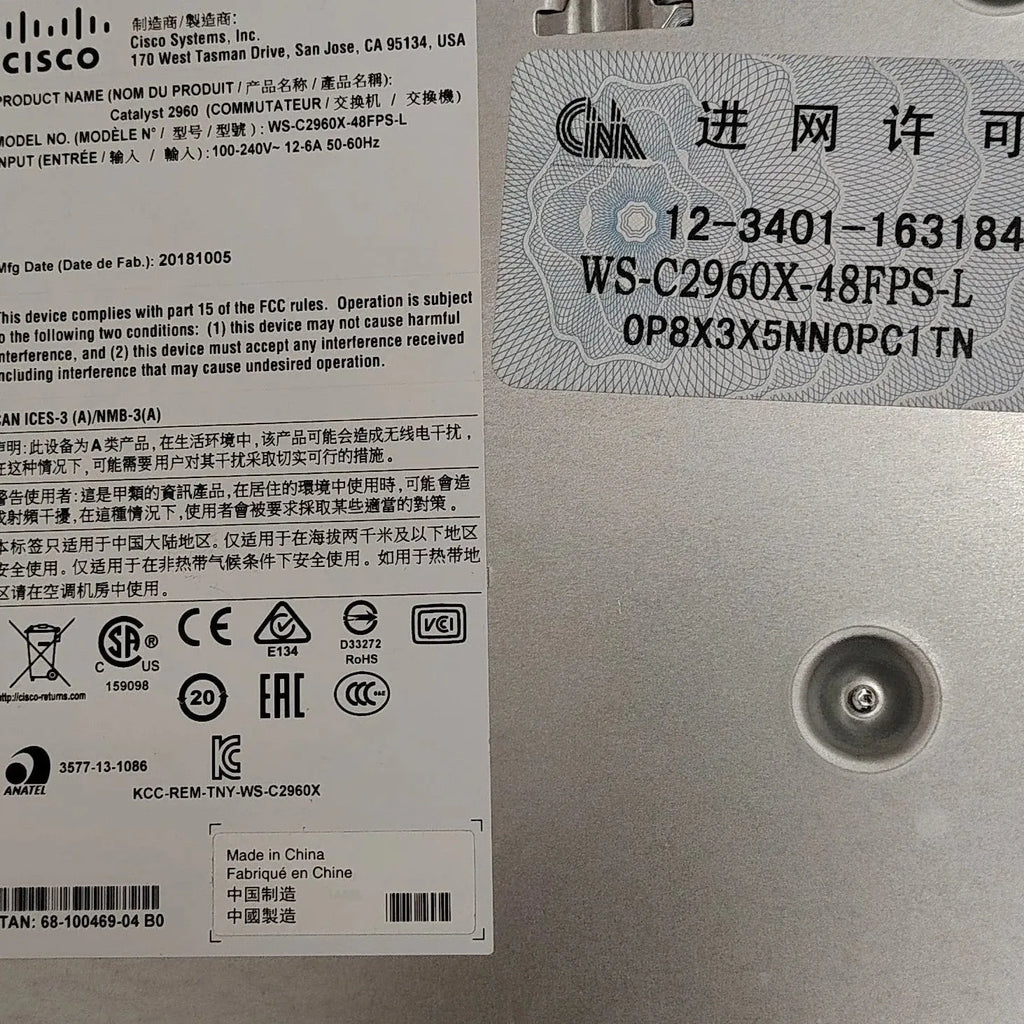 CISCO
制造商/製造商:
Cisco Systems, Inc.
170 West Tasman Drive, San Jose, CA 95134, USA
PRODUCT NAME (NOM DU PRODUIT / 产品名称 / 產品名稱):
Catalyst 2960 (COMMUTATEUR / 交换机 / 交換機)
MODEL NO. (MODÈLE N° / 型号 / 型號) : WS-C2960X-48FPS-L
INPUT (ENTRÉE / 输入 / 輸入) : 100-240V~ 12-6A 50-60Hz
Mfg Date (Date de Fab.): 20181005
This device complies with part 15 of the FCC rules. Operation is subject
to the following two conditions: (1) this device may not cause harmful
interference, and (2) this device must accept any interference received
including interference that may cause undesired operation.
CAN ICES-3 (A)/NMB-3(A)
声明:此设备为A类产品,在生活环境中,该产品可能会造成无线电干扰,
在这种情况下,可能需要用户对其干扰采取切实可行的措施。
警告使用者:這是甲類的資訊產品,在居住的環境中使用時,可能會造
成射頻干擾,在這種情況下,使用者會被要求採取某些適當的對策。
本标签只适用于中国大陆地区。仅适用于在海拔两千米及以下地区
安全使用。仅适用于在非热带气候条件下安全使用。如用于热带地
区请在空调机房中使用。
http://cisco-returns.com
C SA US ®
159098
CE
E134
D33272
RoHS
VCI
20
EAC
CCC
ANATEL
3577-13-1086
KC
KCC-REM-TNY-WS-C2960X
Made in China
Fabriqué en Chine
中国制造
中國製造
TAN: 68-100469-04 B0
CNA 进网许可
12-3401-163184
WS-C2960X-48FPS-L
0P8X3X5NN0PC1TN